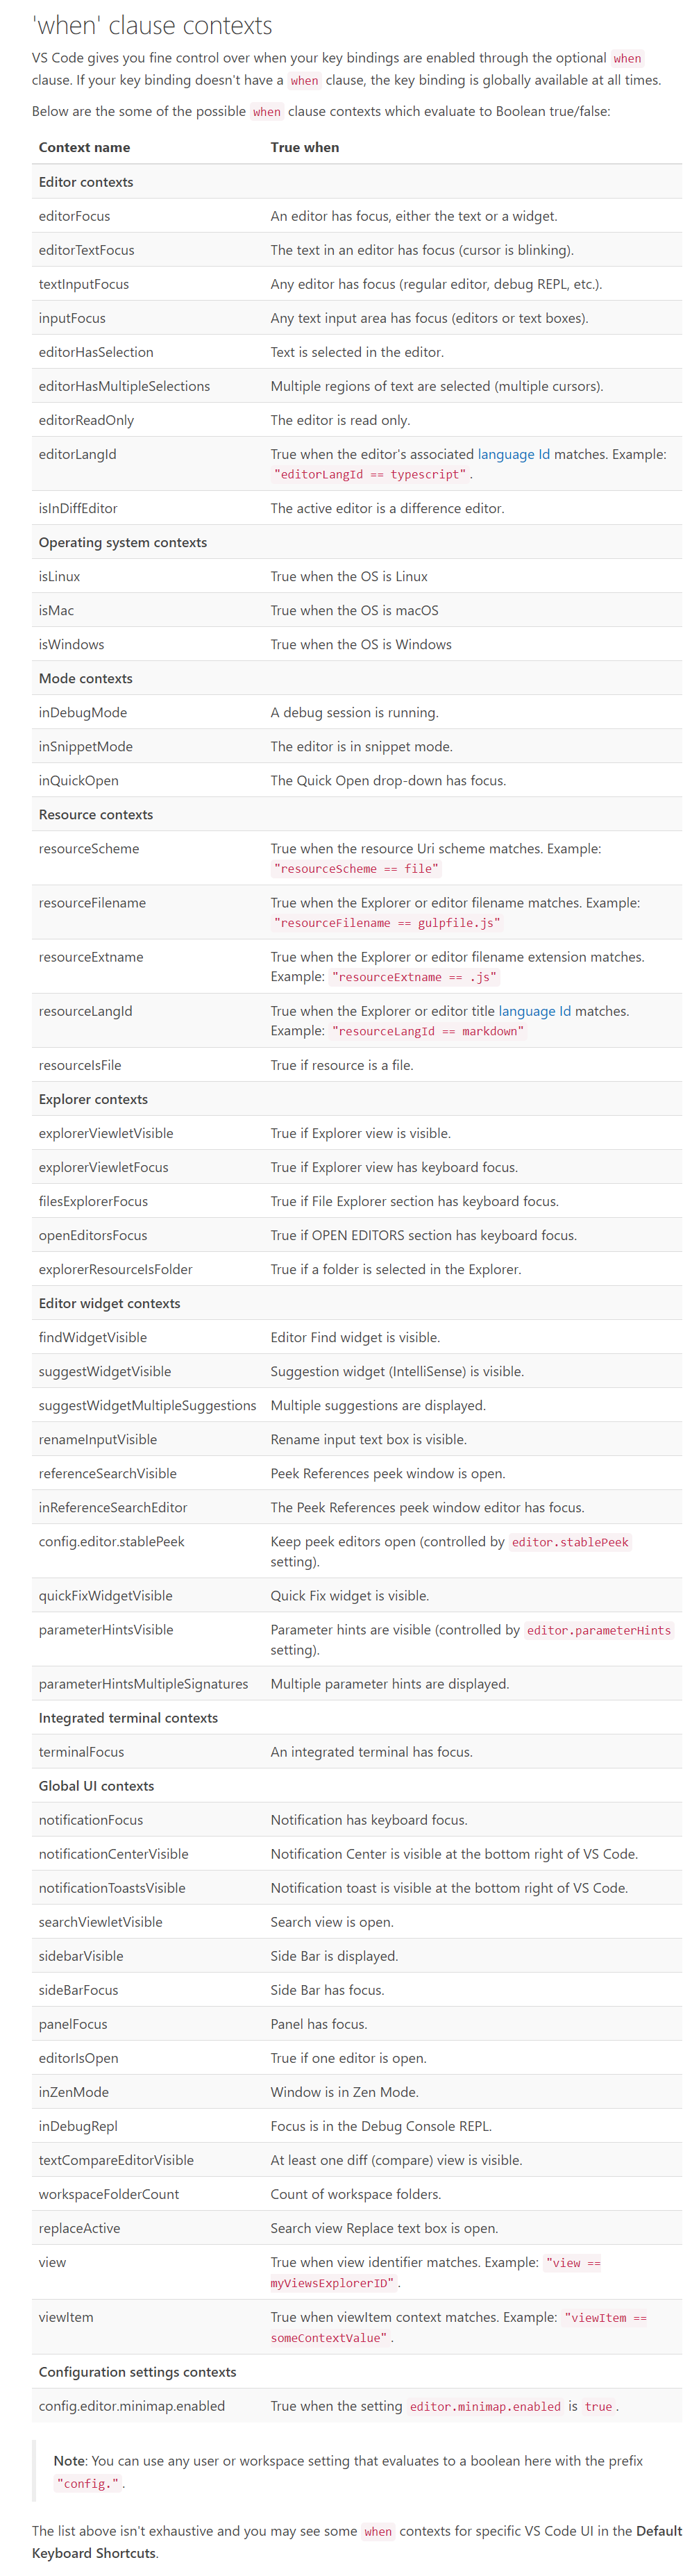 'when' clause contexts
VS Code gives you fine control over when your key bindings are enabled through the optional when
clause. If your key binding doesn't have a when clause, the key binding is globally available at all times.
Below are the some of the possible when clause contexts which evaluate to Boolean true/false:
Context name True when
Editor contexts
editorFocus An editor has focus, either the text or a widget.
editorTextFocus The text in an editor has focus (cursor is blinking).
textInputFocus Any editor has focus (regular editor, debug REPL, etc.).
inputFocus Any text input area has focus (editors or text boxes).
editorHasSelection Text is selected in the editor.
editorHasMultipleSelections Multiple regions of text are selected (multiple cursors).
editorReadOnly The editor is read only.
editorLangId True when the editor's associated language Id matches. Example:
"editorLangId == typescript".
isInDiffEditor The active editor is a difference editor.
Operating system contexts
isLinux True when the OS is Linux
isMac True when the OS is macOS
isWindows True when the OS is Windows
Mode contexts
inDebugMode A debug session is running.
inSnippetMode The editor is in snippet mode.
inQuickOpen The Quick Open drop-down has focus.
Resource contexts
resourceScheme True when the resource Uri scheme matches. Example:
"resourceScheme == file"
resourceFilename True when the Explorer or editor filename matches. Example:
"resourceFilename == gulpfile.js"
resourceExtname True when the Explorer or editor filename extension matches.
Example: "resourceExtname == .js"
resourceLangId True when the Explorer or editor title language Id matches.
Example: "resourceLangId == markdown"
resourceIsFile True if resource is a file.
Explorer contexts
explorerViewletVisible True if Explorer view is visible.
explorerViewletFocus True if Explorer view has keyboard focus.
filesExplorerFocus True if File Explorer section has keyboard focus.
openEditorsFocus True if OPEN EDITORS section has keyboard focus.
explorerResourceIsFolder True if a folder is selected in the Explorer.
Editor widget contexts
findWidgetVisible Editor Find widget is visible.
suggestWidgetVisible Suggestion widget (IntelliSense) is visible.
suggestWidgetMultipleSuggestions Multiple suggestions are displayed.
renameInputVisible Rename input text box is visible.
referenceSearchVisible Peek References peek window is open.
inReferenceSearchEditor The Peek References peek window editor has focus.
config.editor.stablePeek Keep peek editors open (controlled by editor.stablePeek
setting).
quickFixWidgetVisible Quick Fix widget is visible.
parameterHintsVisible Parameter hints are visible (controlled by editor.parameterHints
setting).
parameterHintsMultipleSignatures Multiple parameter hints are displayed.
Integrated terminal contexts
terminalFocus An integrated terminal has focus.
Global UI contexts
notificationFocus Notification has keyboard focus.
notificationCenterVisible Notification Center is visible at the bottom right of VS Code.
notificationToastsVisible Notification toast is visible at the bottom right of VS Code.
searchViewletVisible Search view is open.
sidebarVisible Side Bar is displayed.
sideBarFocus Side Bar has focus.
panelFocus Panel has focus.
editorIsOpen True if one editor is open.
inZenMode Window is in Zen Mode.
inDebugRepl Focus is in the Debug Console REPL.
textCompareEditorVisible At least one diff (compare) view is visible.
workspaceFolderCount Count of workspace folders.
replaceActive Search view Replace text box is open.
view True when view identifier matches. Example: "view ==
myViewsExplorerID".
viewItem True when viewItem context matches. Example: "viewItem ==
someContextValue".
Configuration settings contexts
config.editor.minimap.enabled True when the setting editor.minimap.enabled is true.
Note: You can use any user or workspace setting that evaluates to a boolean here with the prefix
"config.".
The list above isn't exhaustive and you may see some when contexts for specific VS Code UI in the Default
Keyboard Shortcuts.